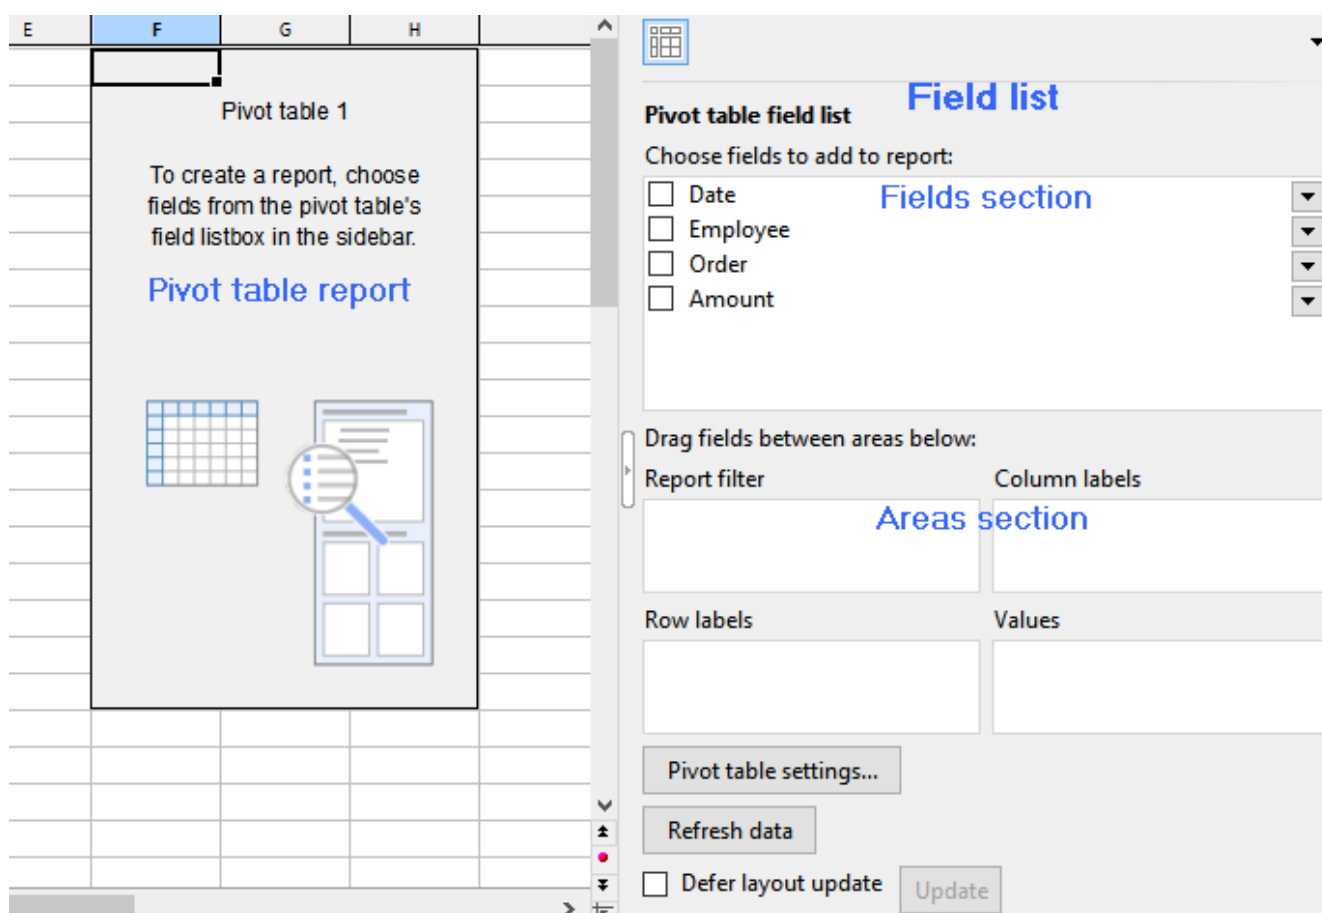 E F G H
Pivot table 1
To create a report, choose
fields from the pivot table's
field listbox in the sidebar.
Pivot table report
Field list
Pivot table field list
Choose fields to add to report:
Date
Fields section
Employee
Order
Amount
Drag fields between areas below:
Report filter Column labels
Areas section
Row labels Values
Pivot table settings...
Refresh data
Defer layout update Update